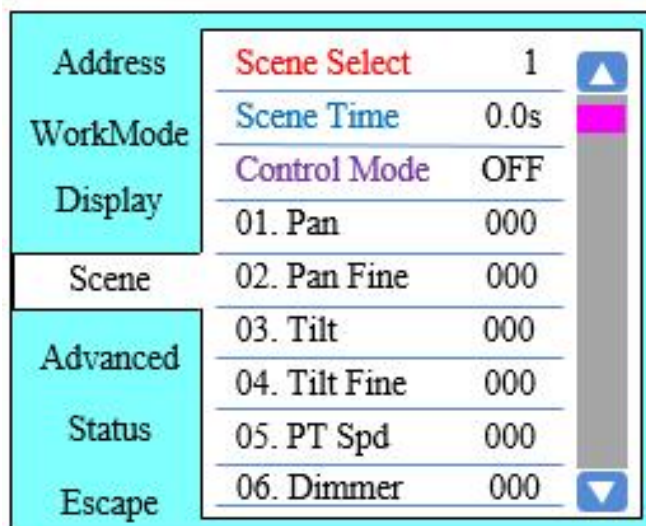 Address
WorkMode
Display
Scene
Advanced
Status
Escape
Scene Select 1
Scene Time 0.0s
Control Mode OFF
01. Pan 000
02. Pan Fine 000
03. Tilt 000
04. Tilt Fine 000
05. PT Spd 000
06. Dimmer 000